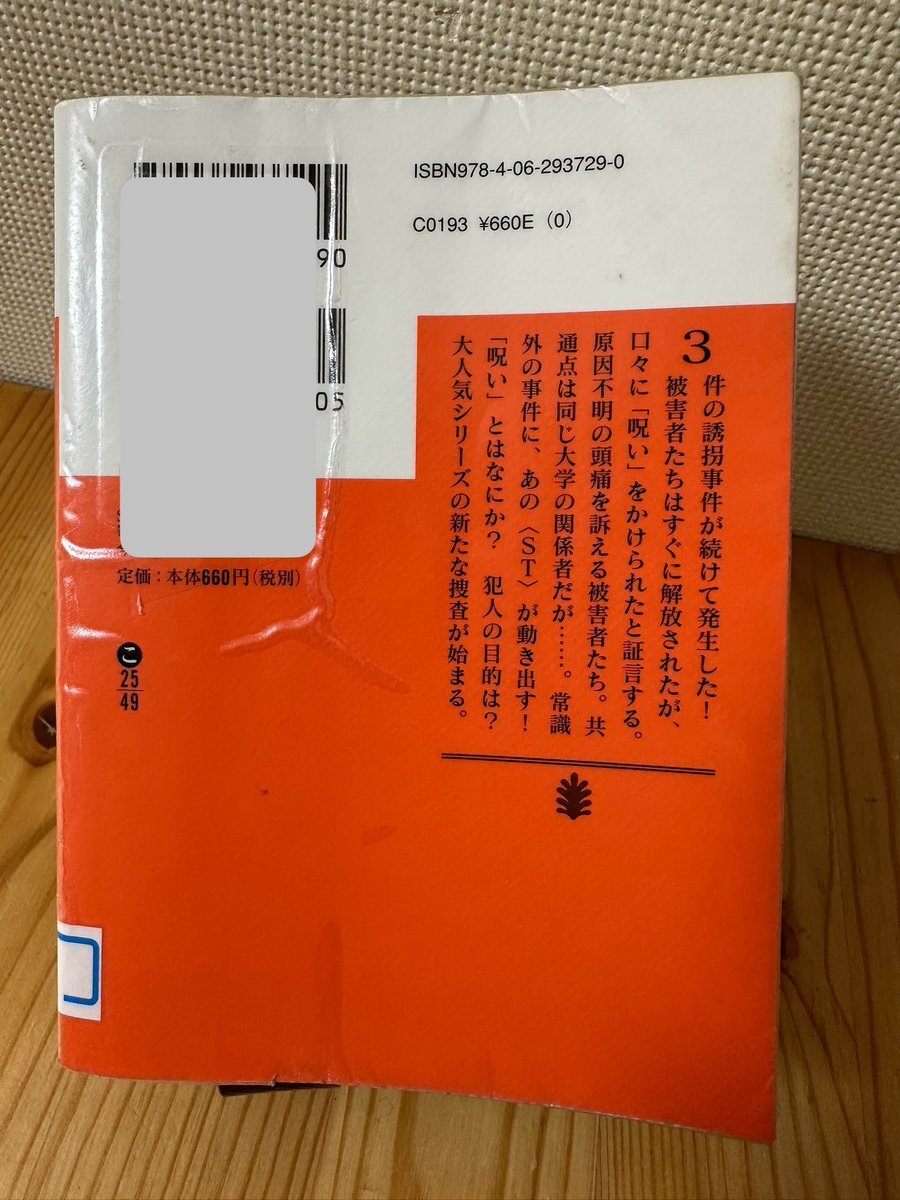 ISBN978-4-06-293729-0
C0193 ¥660E (0)
90
05
3件の誘拐事件が続けて発生した!
被害者たちはすぐに解放されたが、
口々に「呪い」をかけられたと証言する。
原因不明の頭痛を訴える被害者たち。共
通点は同じ大学の関係者だが……。常識
外の事件に、あの〈ST〉が動き出す!
「呪い」とはなにか? 犯人の目的は?
大人気シリーズの新たな捜査が始まる。
定価:本体660円(税別)
こ
25
49